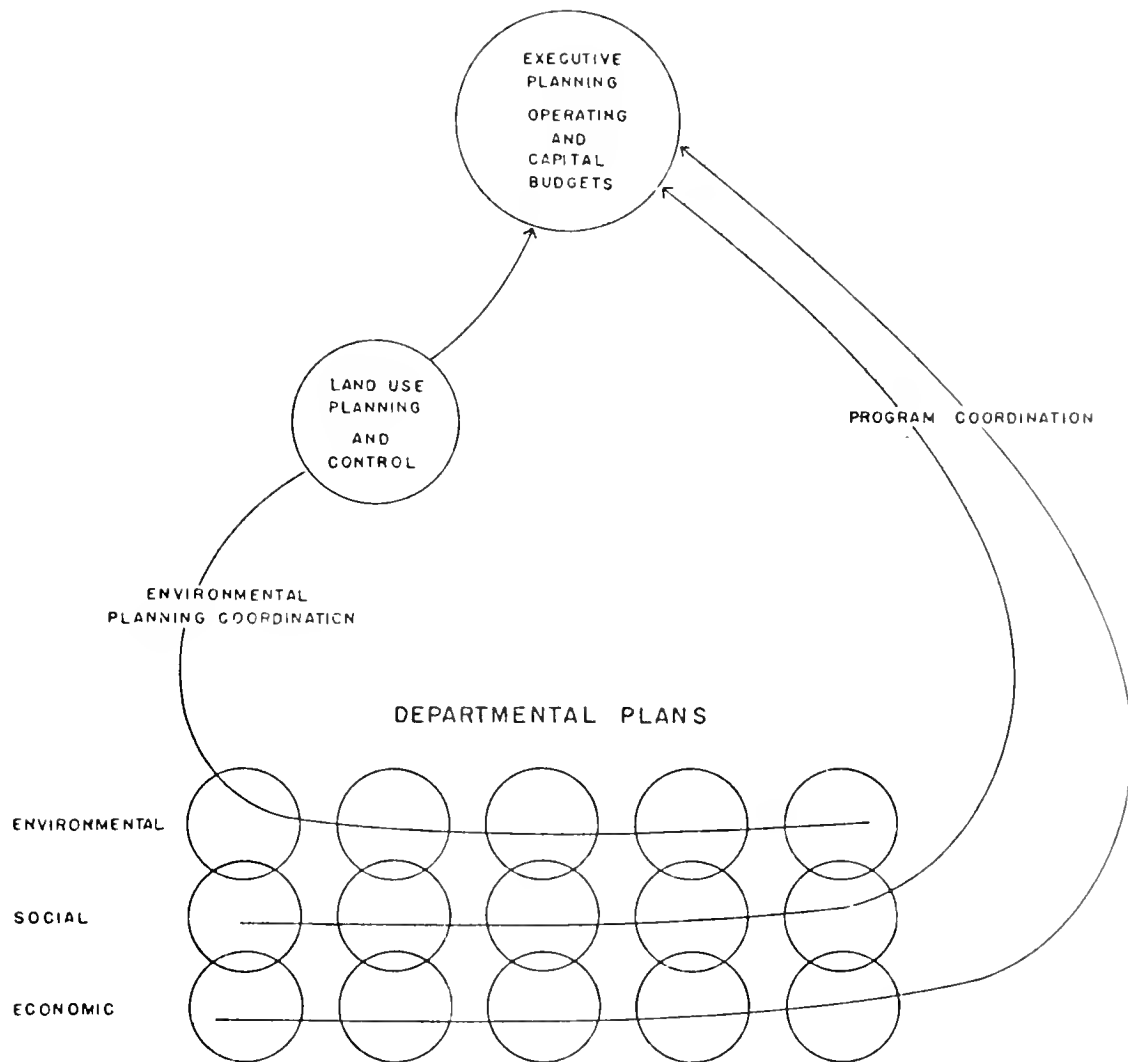 EXECUTIVE
PLANNING
OPERATING
AND
CAPITAL
BUDGETS
LAND USE
PLANNING
AND
CONTROL
PROGRAM COORDINATION
ENVIRONMENTAL
PLANNING COORDINATION
DEPARTMENTAL PLANS
ENVIRONMENTAL
SOCIAL
ECONOMIC